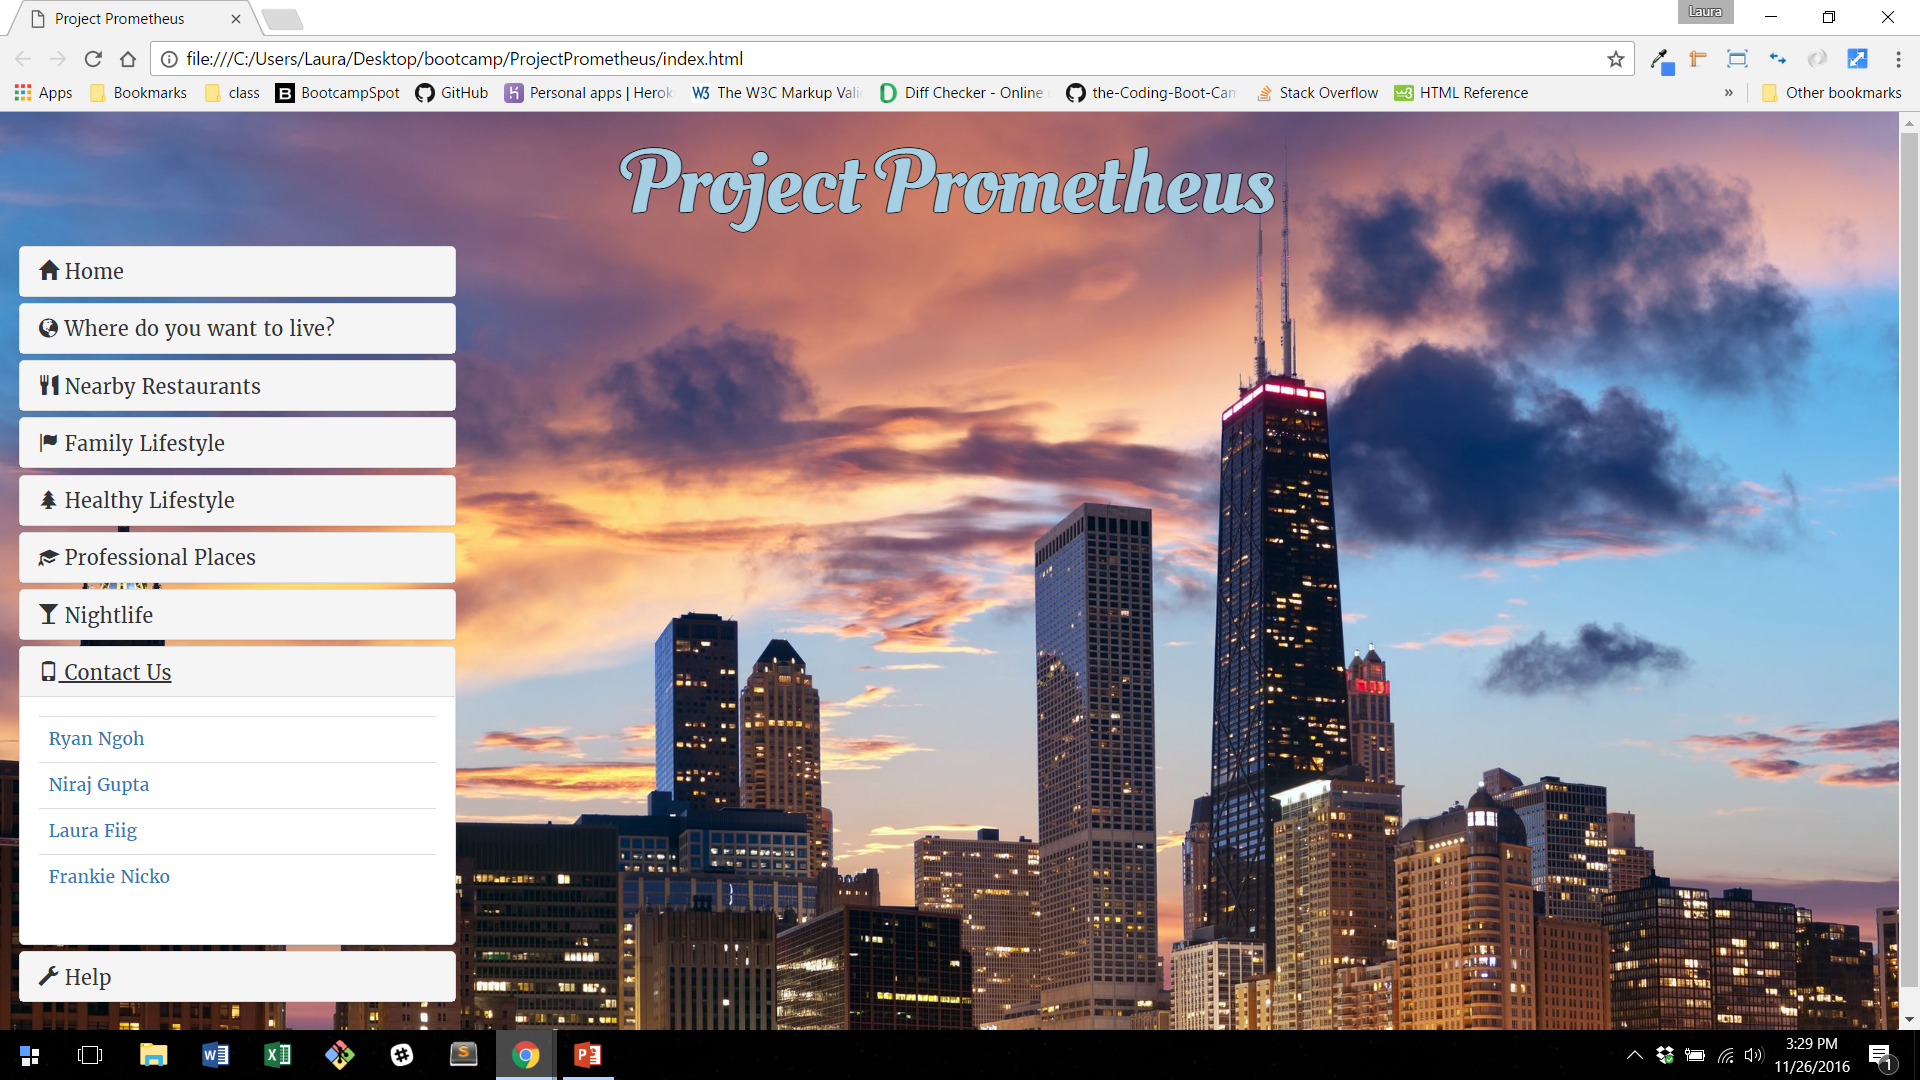 Project Prometheus
Laura
file:///C:/Users/Laura/Desktop/bootcamp/ProjectPrometheus/index.html
Apps Bookmarks class BootcampSpot GitHub Personal apps | Herok The W3C Markup Vali Diff Checker - Online the-Coding-Boot-Cam Stack Overflow HTML Reference » Other bookmarks
Project Prometheus
Home
Where do you want to live?
Nearby Restaurants
Family Lifestyle
Healthy Lifestyle
Professional Places
Nightlife
Contact Us
Ryan Ngoh
Niraj Gupta
Laura Fiig
Frankie Nicko
Help
3:29 PM
11/26/2016
1